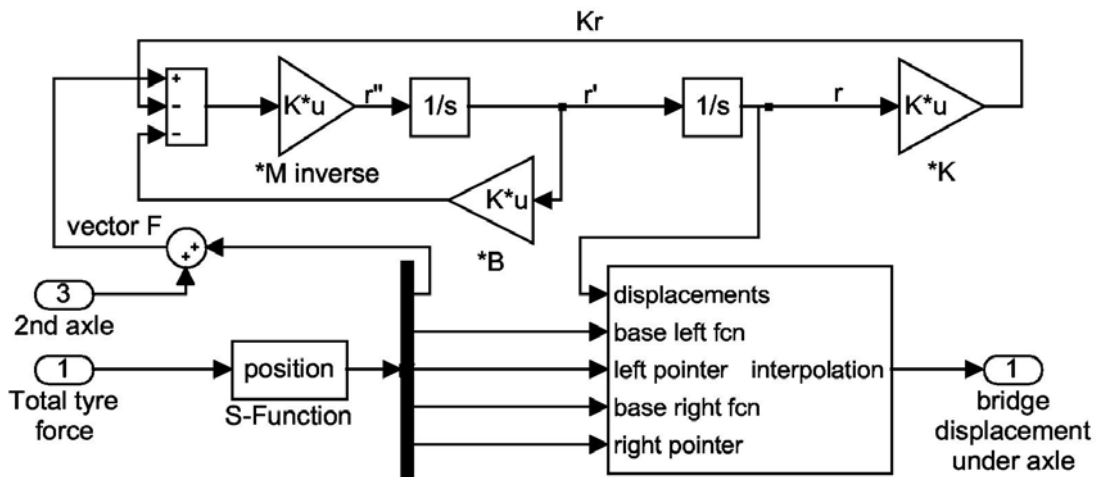 Kr
+
−
−
K*u
r"
1/s
r'
1/s
r
K*u
*M inverse
*K
K*u
*B
vector F
+
+
3
2nd axle
1
Total tyre
force
position
S-Function
displacements
base left fcn
left pointer
interpolation
base right fcn
right pointer
1
bridge
displacement
under axle